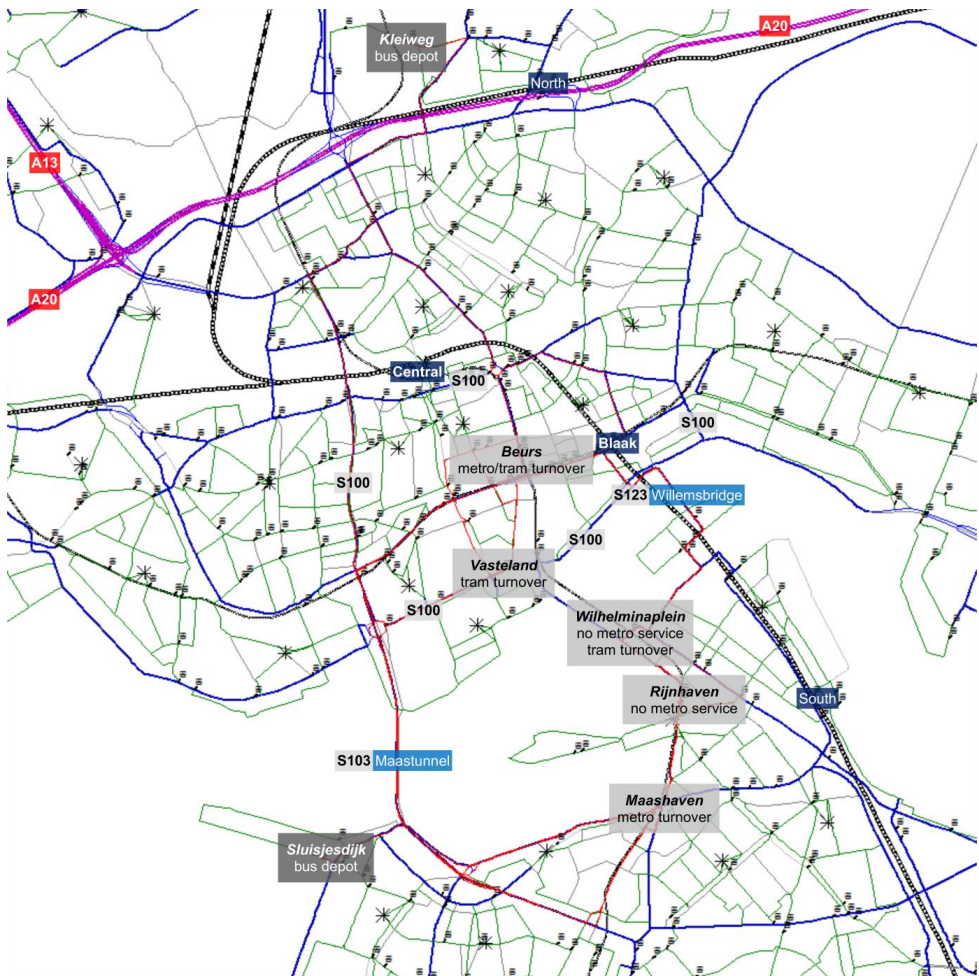 Kleiweg
bus depot
A20
North
A13
A20
Central
S100
S100
Blaak
Beurs
metro/tram turnover
S100
S123 Willemsbridge
S100
Vasteland
tram turnover
S100
Wilhelminaplein
no metro service
tram turnover
Rijnhaven
no metro service
South
S103 Maastunnel
Maashaven
metro turnover
Sluisjesdijk
bus depot